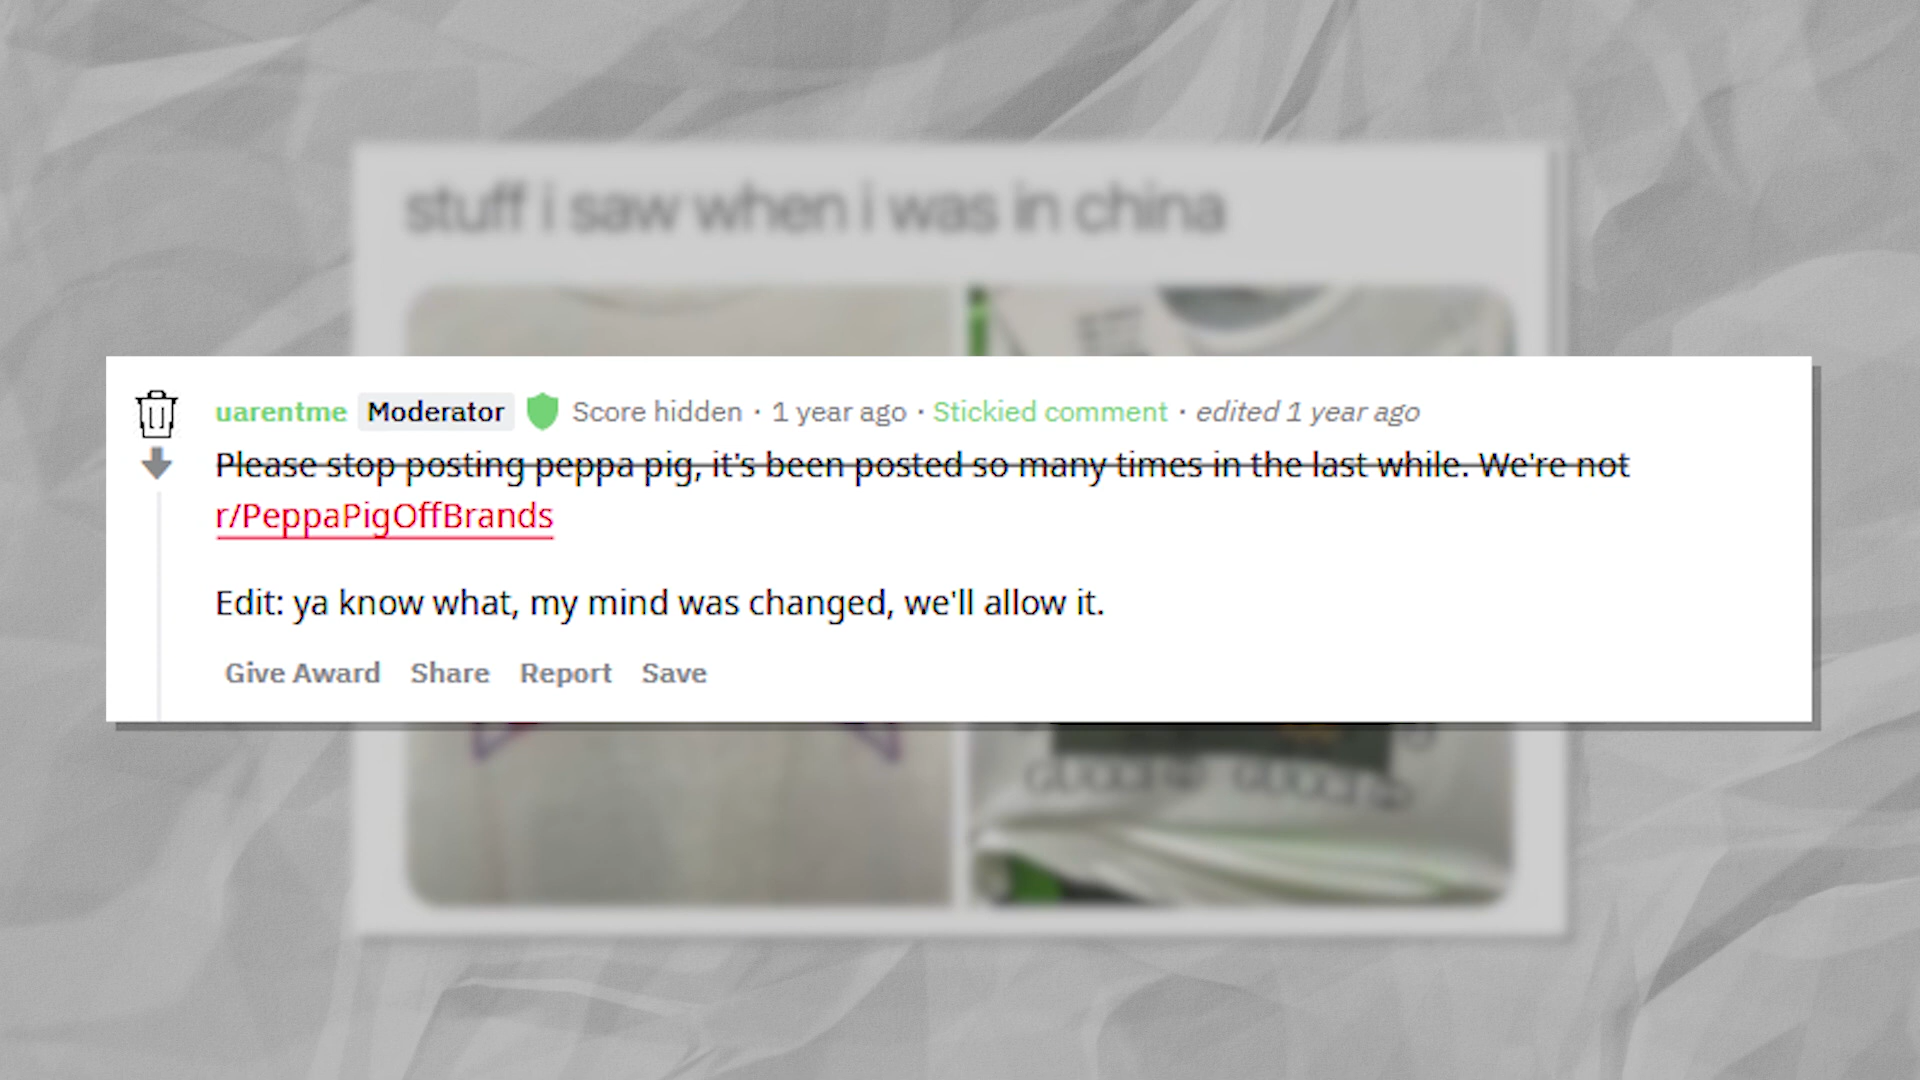 stuff i saw when i was in china
uarentme Moderator Score hidden · 1 year ago · Stickied comment · edited 1 year ago
Please stop posting peppa pig, it's been posted so many times in the last while. We're not
r/PeppaPigOffBrands
Edit: ya know what, my mind was changed, we'll allow it.
Give Award Share Report Save